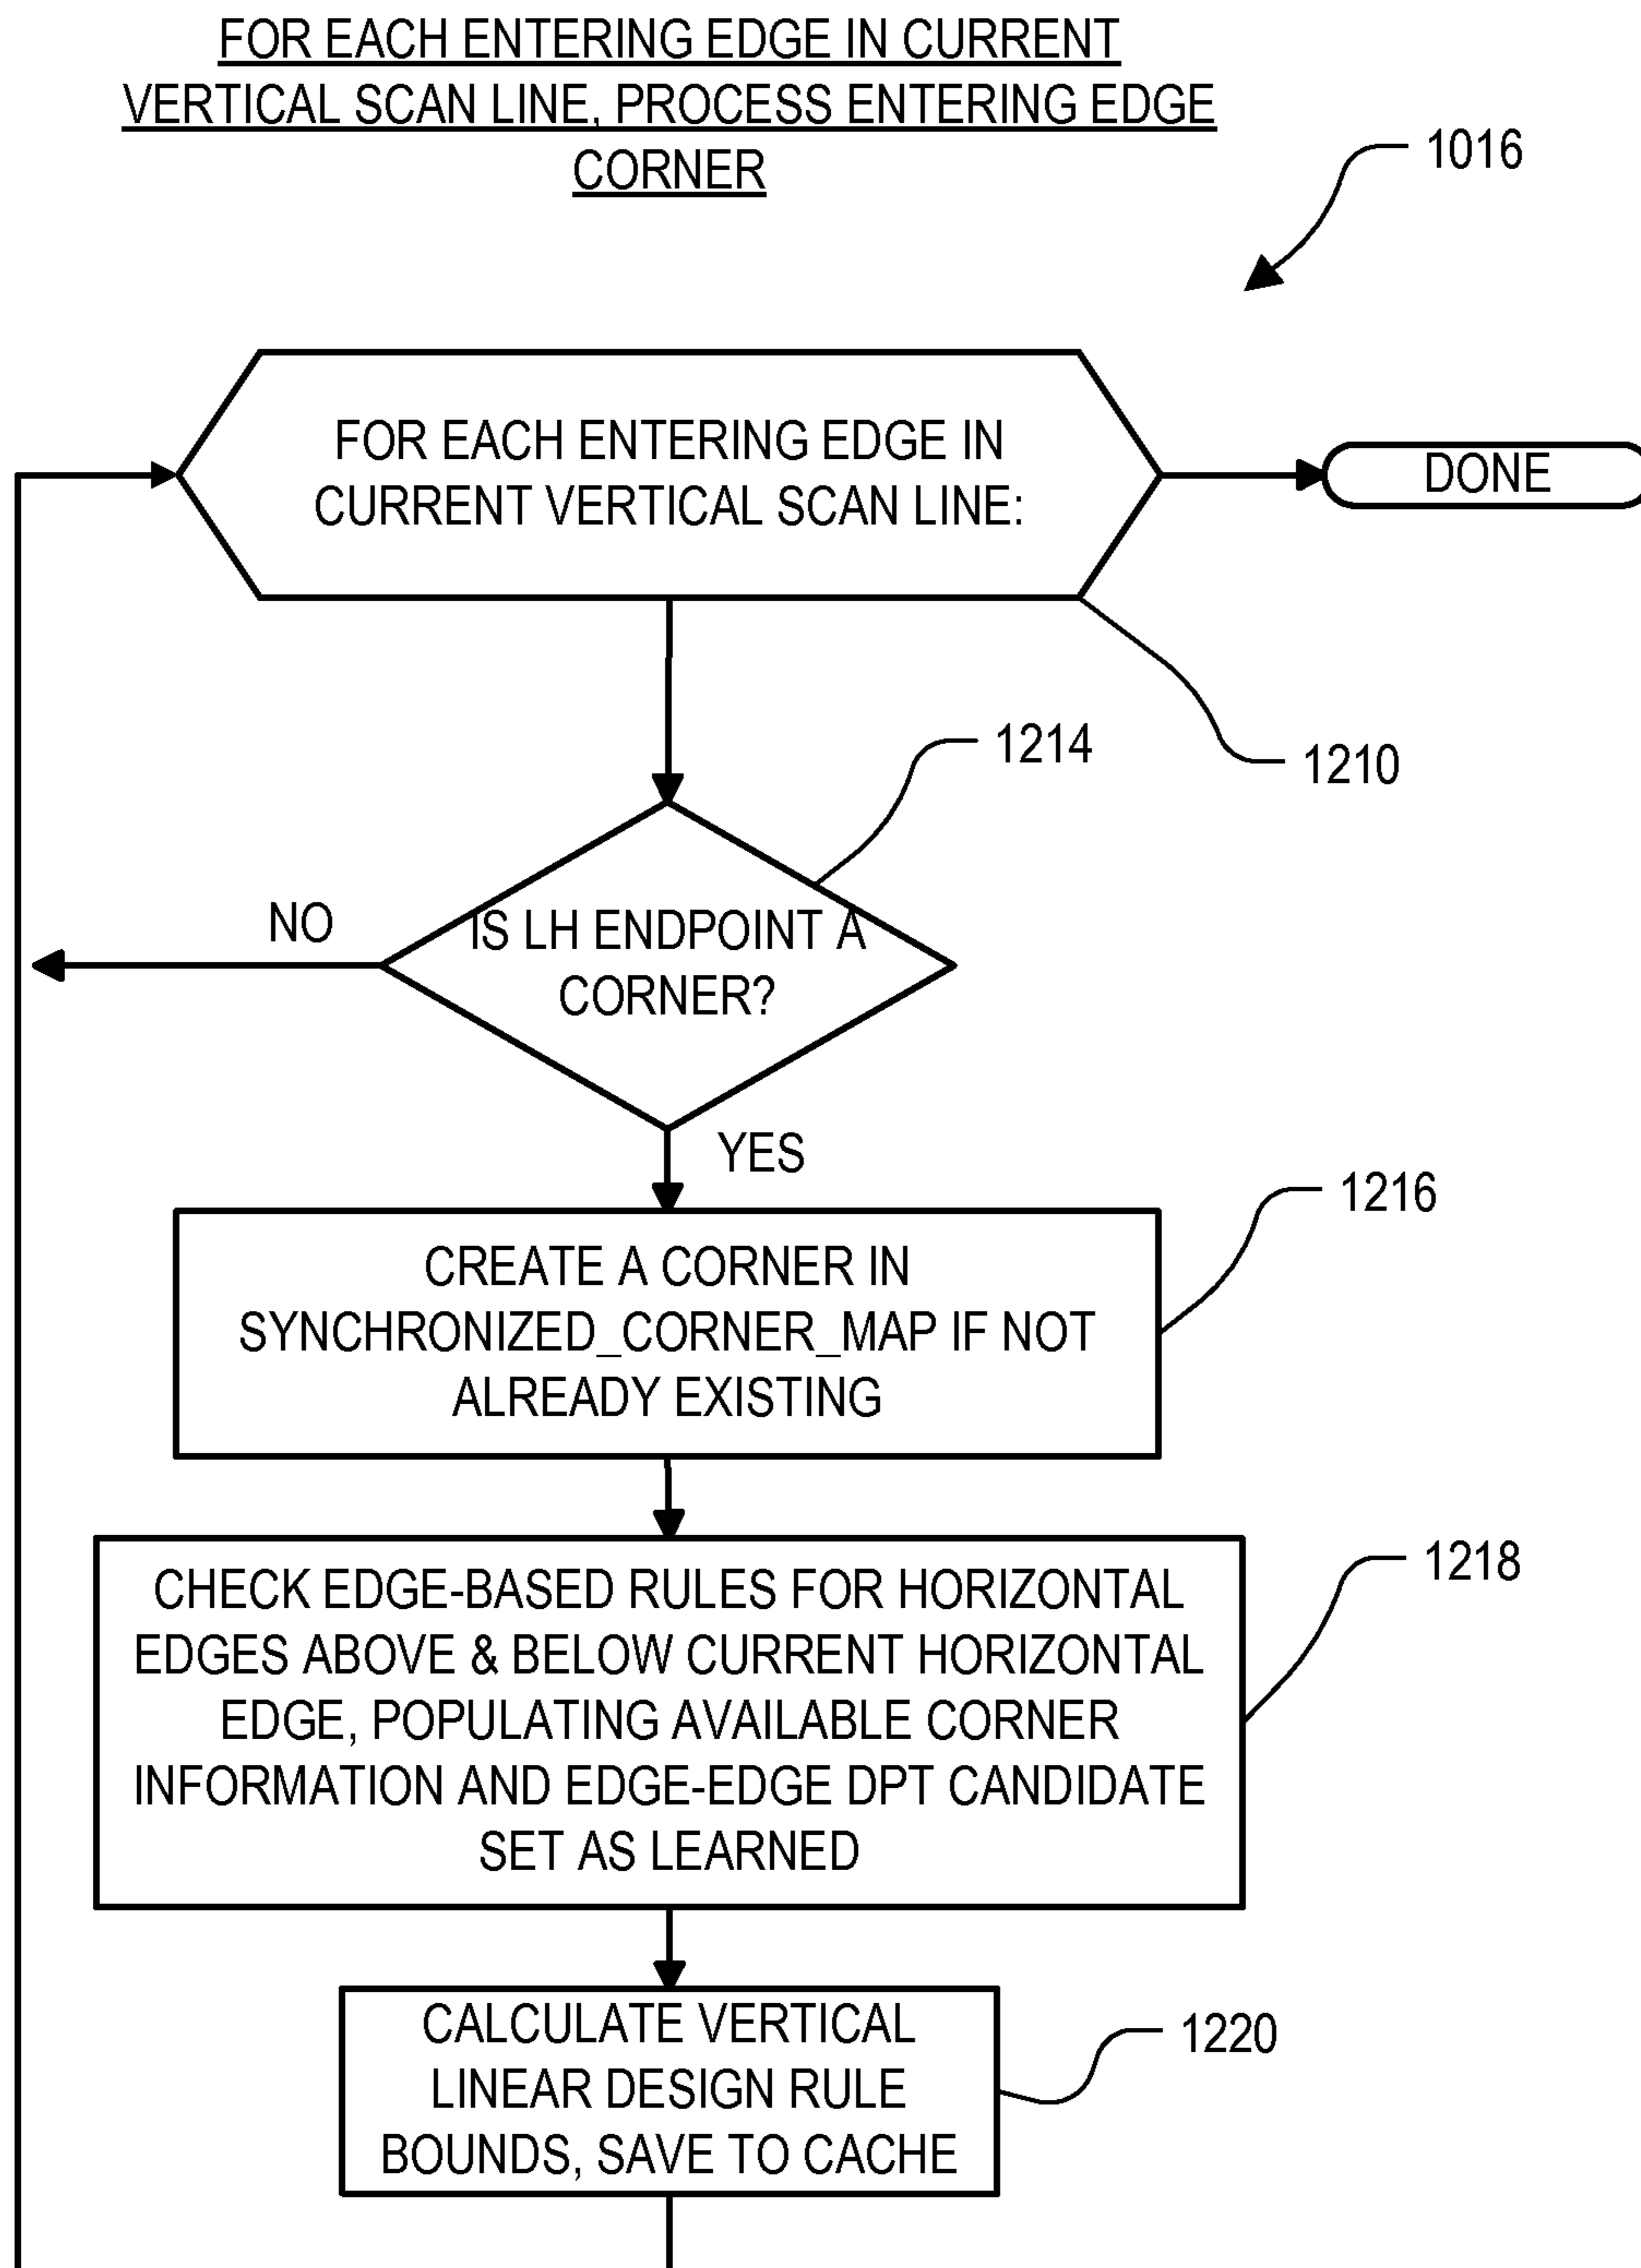 FOR EACH ENTERING EDGE IN CURRENT
VERTICAL SCAN LINE, PROCESS ENTERING EDGE
CORNER
1016
FOR EACH ENTERING EDGE IN
CURRENT VERTICAL SCAN LINE:
DONE
1210
1214
IS LH ENDPOINT A
CORNER?
NO
YES
1216
CREATE A CORNER IN
SYNCHRONIZED_CORNER_MAP IF NOT
ALREADY EXISTING
1218
CHECK EDGE-BASED RULES FOR HORIZONTAL
EDGES ABOVE & BELOW CURRENT HORIZONTAL
EDGE, POPULATING AVAILABLE CORNER
INFORMATION AND EDGE-EDGE DPT CANDIDATE
SET AS LEARNED
1220
CALCULATE VERTICAL
LINEAR DESIGN RULE
BOUNDS, SAVE TO CACHE